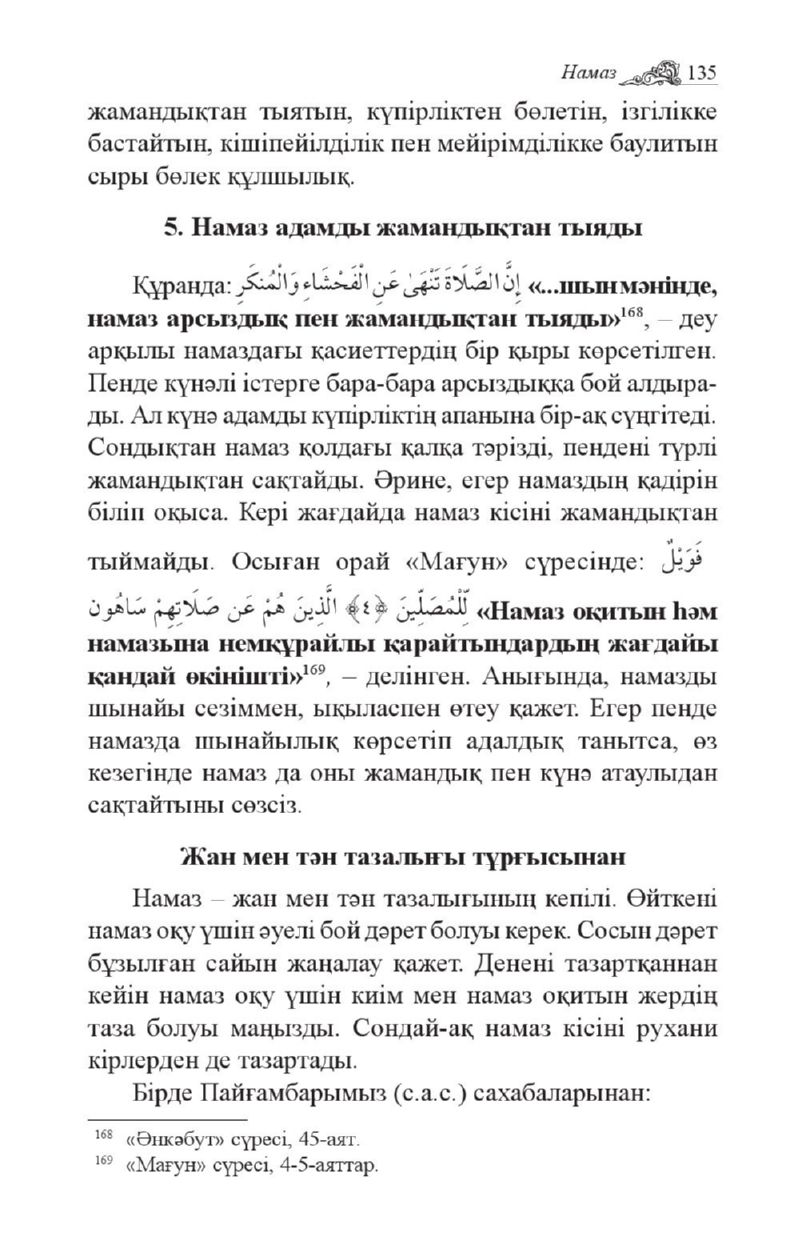 Намаз 135
жамандықтан тыятын, күпірліктен бөлетін, ізгілікке
бастайтын, кішіпейілділік пен мейірімділікке баулитын
сыры бөлек құлшылық.
5. Намаз адамды жамандықтан тыяды
Құранда: إِنَّ الصَّلَاةَ تَنْهَىٰ عَنِ الْفَحْشَاءِ وَالْمُنكَرِ «...шын мәнінде,
намаз арсыздық пен жамандықтан тыяды»168, – деу
арқылы намаздағы қасиеттердің бір қыры көрсетілген.
Пенде күнәлі істерге бара-бара арсыздыққа бой алдыра-
ды. Ал күнә адамды күпірліктің апанына бір-ақ сүңгітеді.
Сондықтан намаз қолдағы қалқа тәрізді, пендені түрлі
жамандықтан сақтайды. Әрине, егер намаздың қадірін
біліп оқыса. Кері жағдайда намаз кісіні жамандықтан
тыймайды. Осыған орай «Мағун» сүресінде: فَوَيْلٌ
لِّلْمُصَلِّينَ ﴿٤﴾ الَّذِينَ هُمْ عَن صَلَاتِهِمْ سَاهُون «Намаз оқитын һәм
намазына немқұрайлы қарайтындардың жағдайы
қандай өкінішті»169, – делінген. Анығында, намазды
шынайы сезіммен, ықыласпен өтеу қажет. Егер пенде
намазда шынайылық көрсетіп адалдық танытса, өз
кезегінде намаз да оны жамандық пен күнә атаулыдан
сақтайтыны сөзсіз.
Жан мен тән тазалығы тұрғысынан
Намаз – жан мен тән тазалығының кепілі. Өйткені
намаз оқу үшін әуелі бой дәрет болуы керек. Сосын дәрет
бұзылған сайын жаңалау қажет. Денені тазартқаннан
кейін намаз оқу үшін киім мен намаз оқитын жердің
таза болуы маңызды. Сондай-ақ намаз кісіні рухани
кірлерден де тазартады.
Бірде Пайғамбарымыз (с.а.с.) сахабаларынан:
168 «Әнкәбут» сүресі, 45-аят.
169 «Мағун» сүресі, 4-5-аяттар.